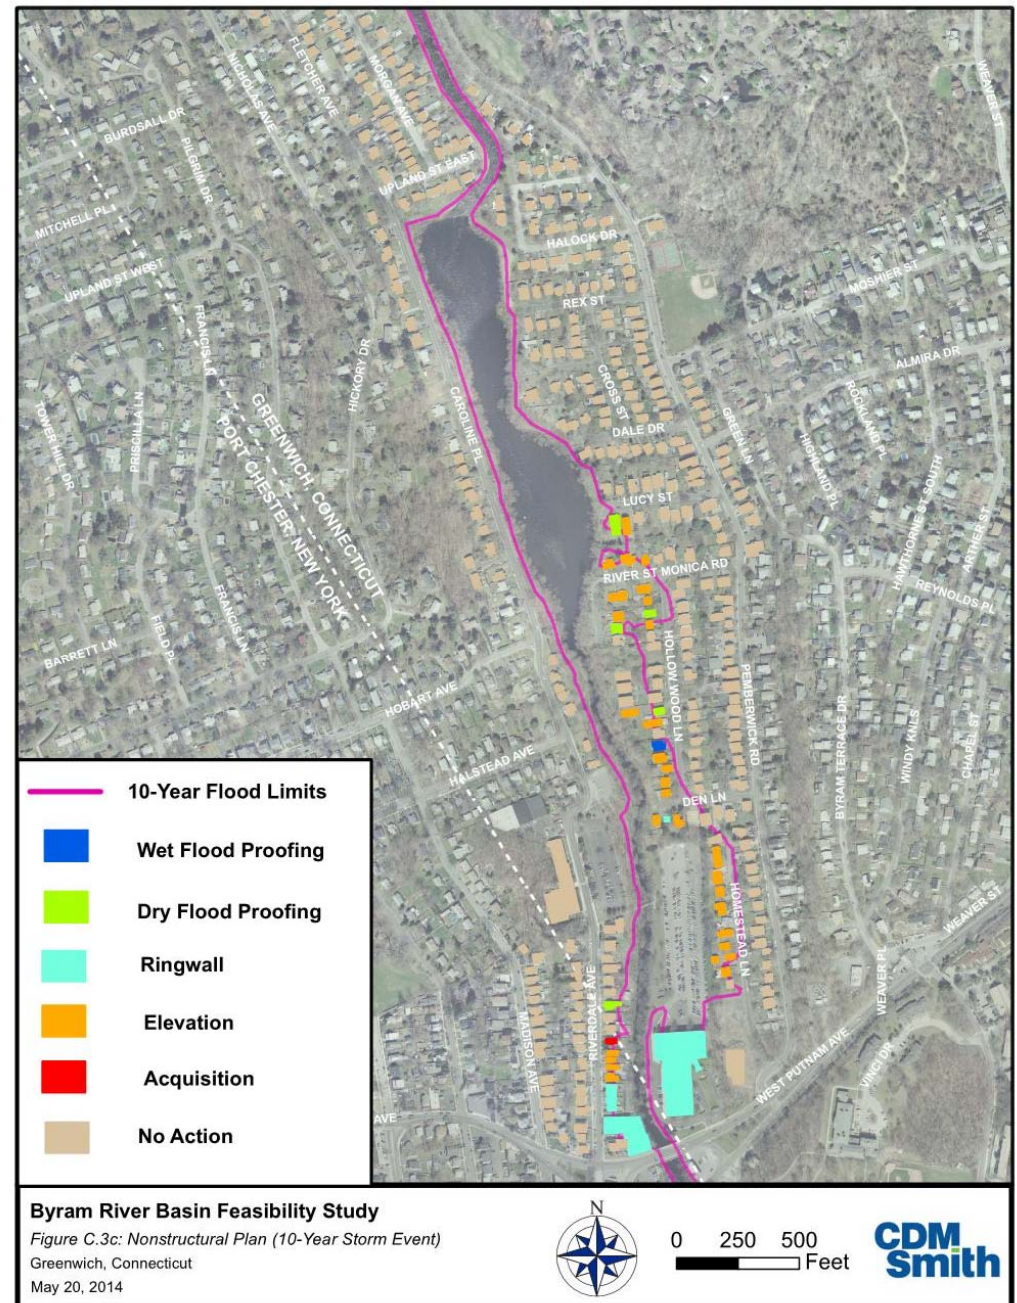 BURDSALL DR
NICHOLAS AVE
FLETCHER AVE
MORGAN AVE
WEAVER ST
PILGRIM DR
UPLAND ST EAST
MITCHELL PL
HALOCK DR
UPLAND ST WEST
MOSHIER ST
REX ST
FRANCIS LN
HICKORY DR
ALMIRA DR
CAROLINE PL
CROSS ST
ROCKLAND PL
TOWER HILL DR
PRISCILLA LN
GREENWICH, CONNECTICUT
PORT CHESTER, NEW YORK
DALE DR
GREEN LN
HIGHLAND PL
HAWTHORNE ST SOUTH
LUCY ST
ARTHER ST
RIVER ST MONICA RD
REYNOLDS PL
FRANCIS LN
FIELD PL
BARRETT LN
HOLLOW WOOD LN
PEMBERWICK RD
HOBART AVE
BYRAM TERRACE DR
WINDY KNLS
CHAPEL ST
HALSTEAD AVE
DEN LN
HOMESTEAD LN
WEAVER ST
WEAVER PL
RIVERDALE AVE
MADISON AVE
WEST PUTNAM AVE
VINCI DR
AVE
10-Year Flood Limits
Wet Flood Proofing
Dry Flood Proofing
Ringwall
Elevation
Acquisition
No Action
Byram River Basin Feasibility Study
Figure C.3c: Nonstructural Plan (10-Year Storm Event)
Greenwich, Connecticut
May 20, 2014
N
0 250 500
Feet
CDM
Smith